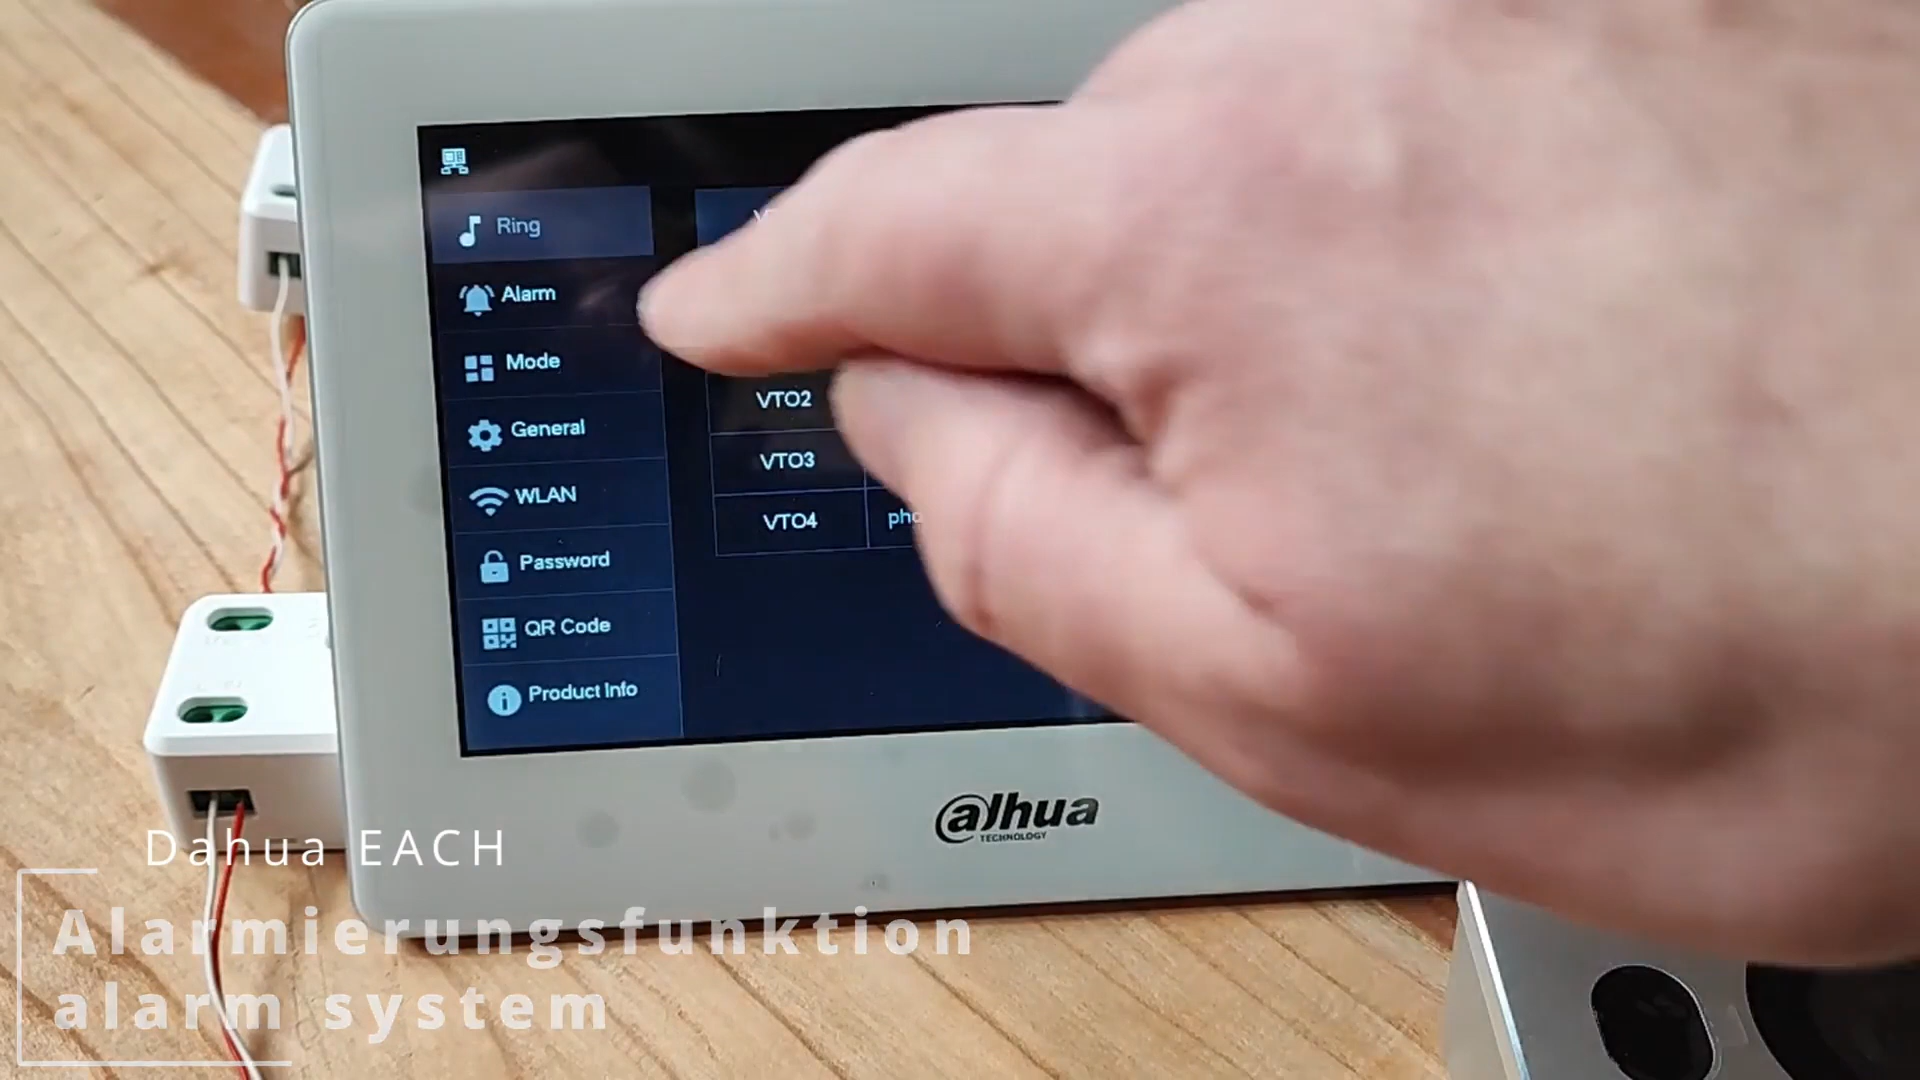 Ring
Alarm
Mode
General
WLAN
Password
QR Code
Product Info
VTO2
VTO3
VTO4
alhua
TECHNOLOGY
Dahua EACH
Alarmierungsfunktion
alarm system